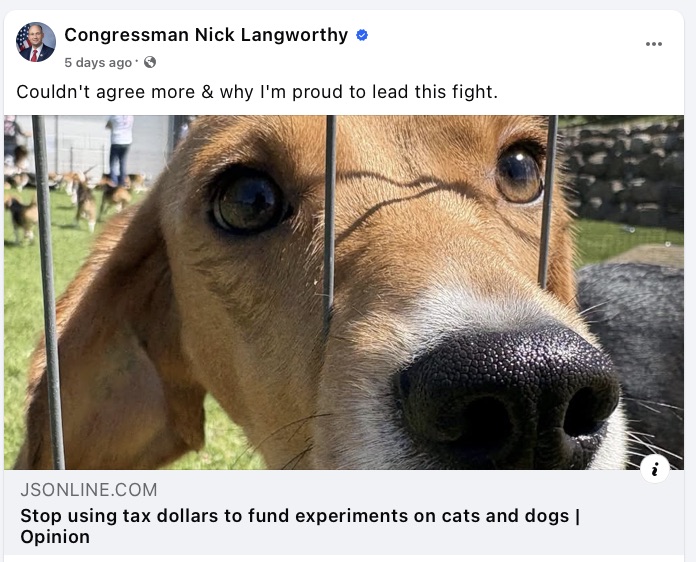 Congressman Nick Langworthy
5 days ago ·
Couldn't agree more & why I'm proud to lead this fight.
JSONLINE.COM
Stop using tax dollars to fund experiments on cats and dogs |
Opinion